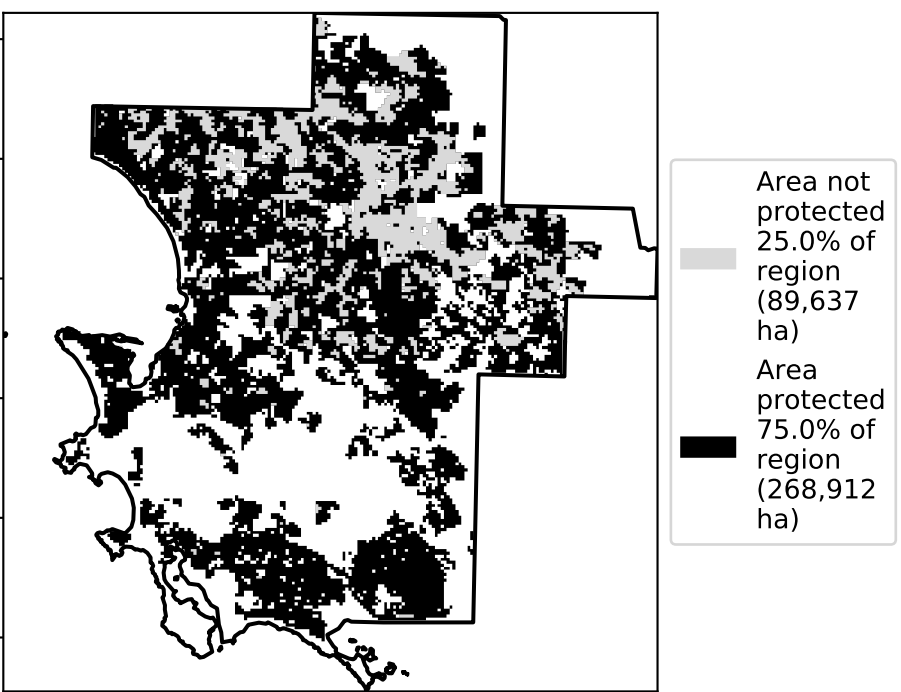 Area not
protected
25.0% of
region
(89,637
ha)
Area
protected
75.0% of
region
(268,912
ha)